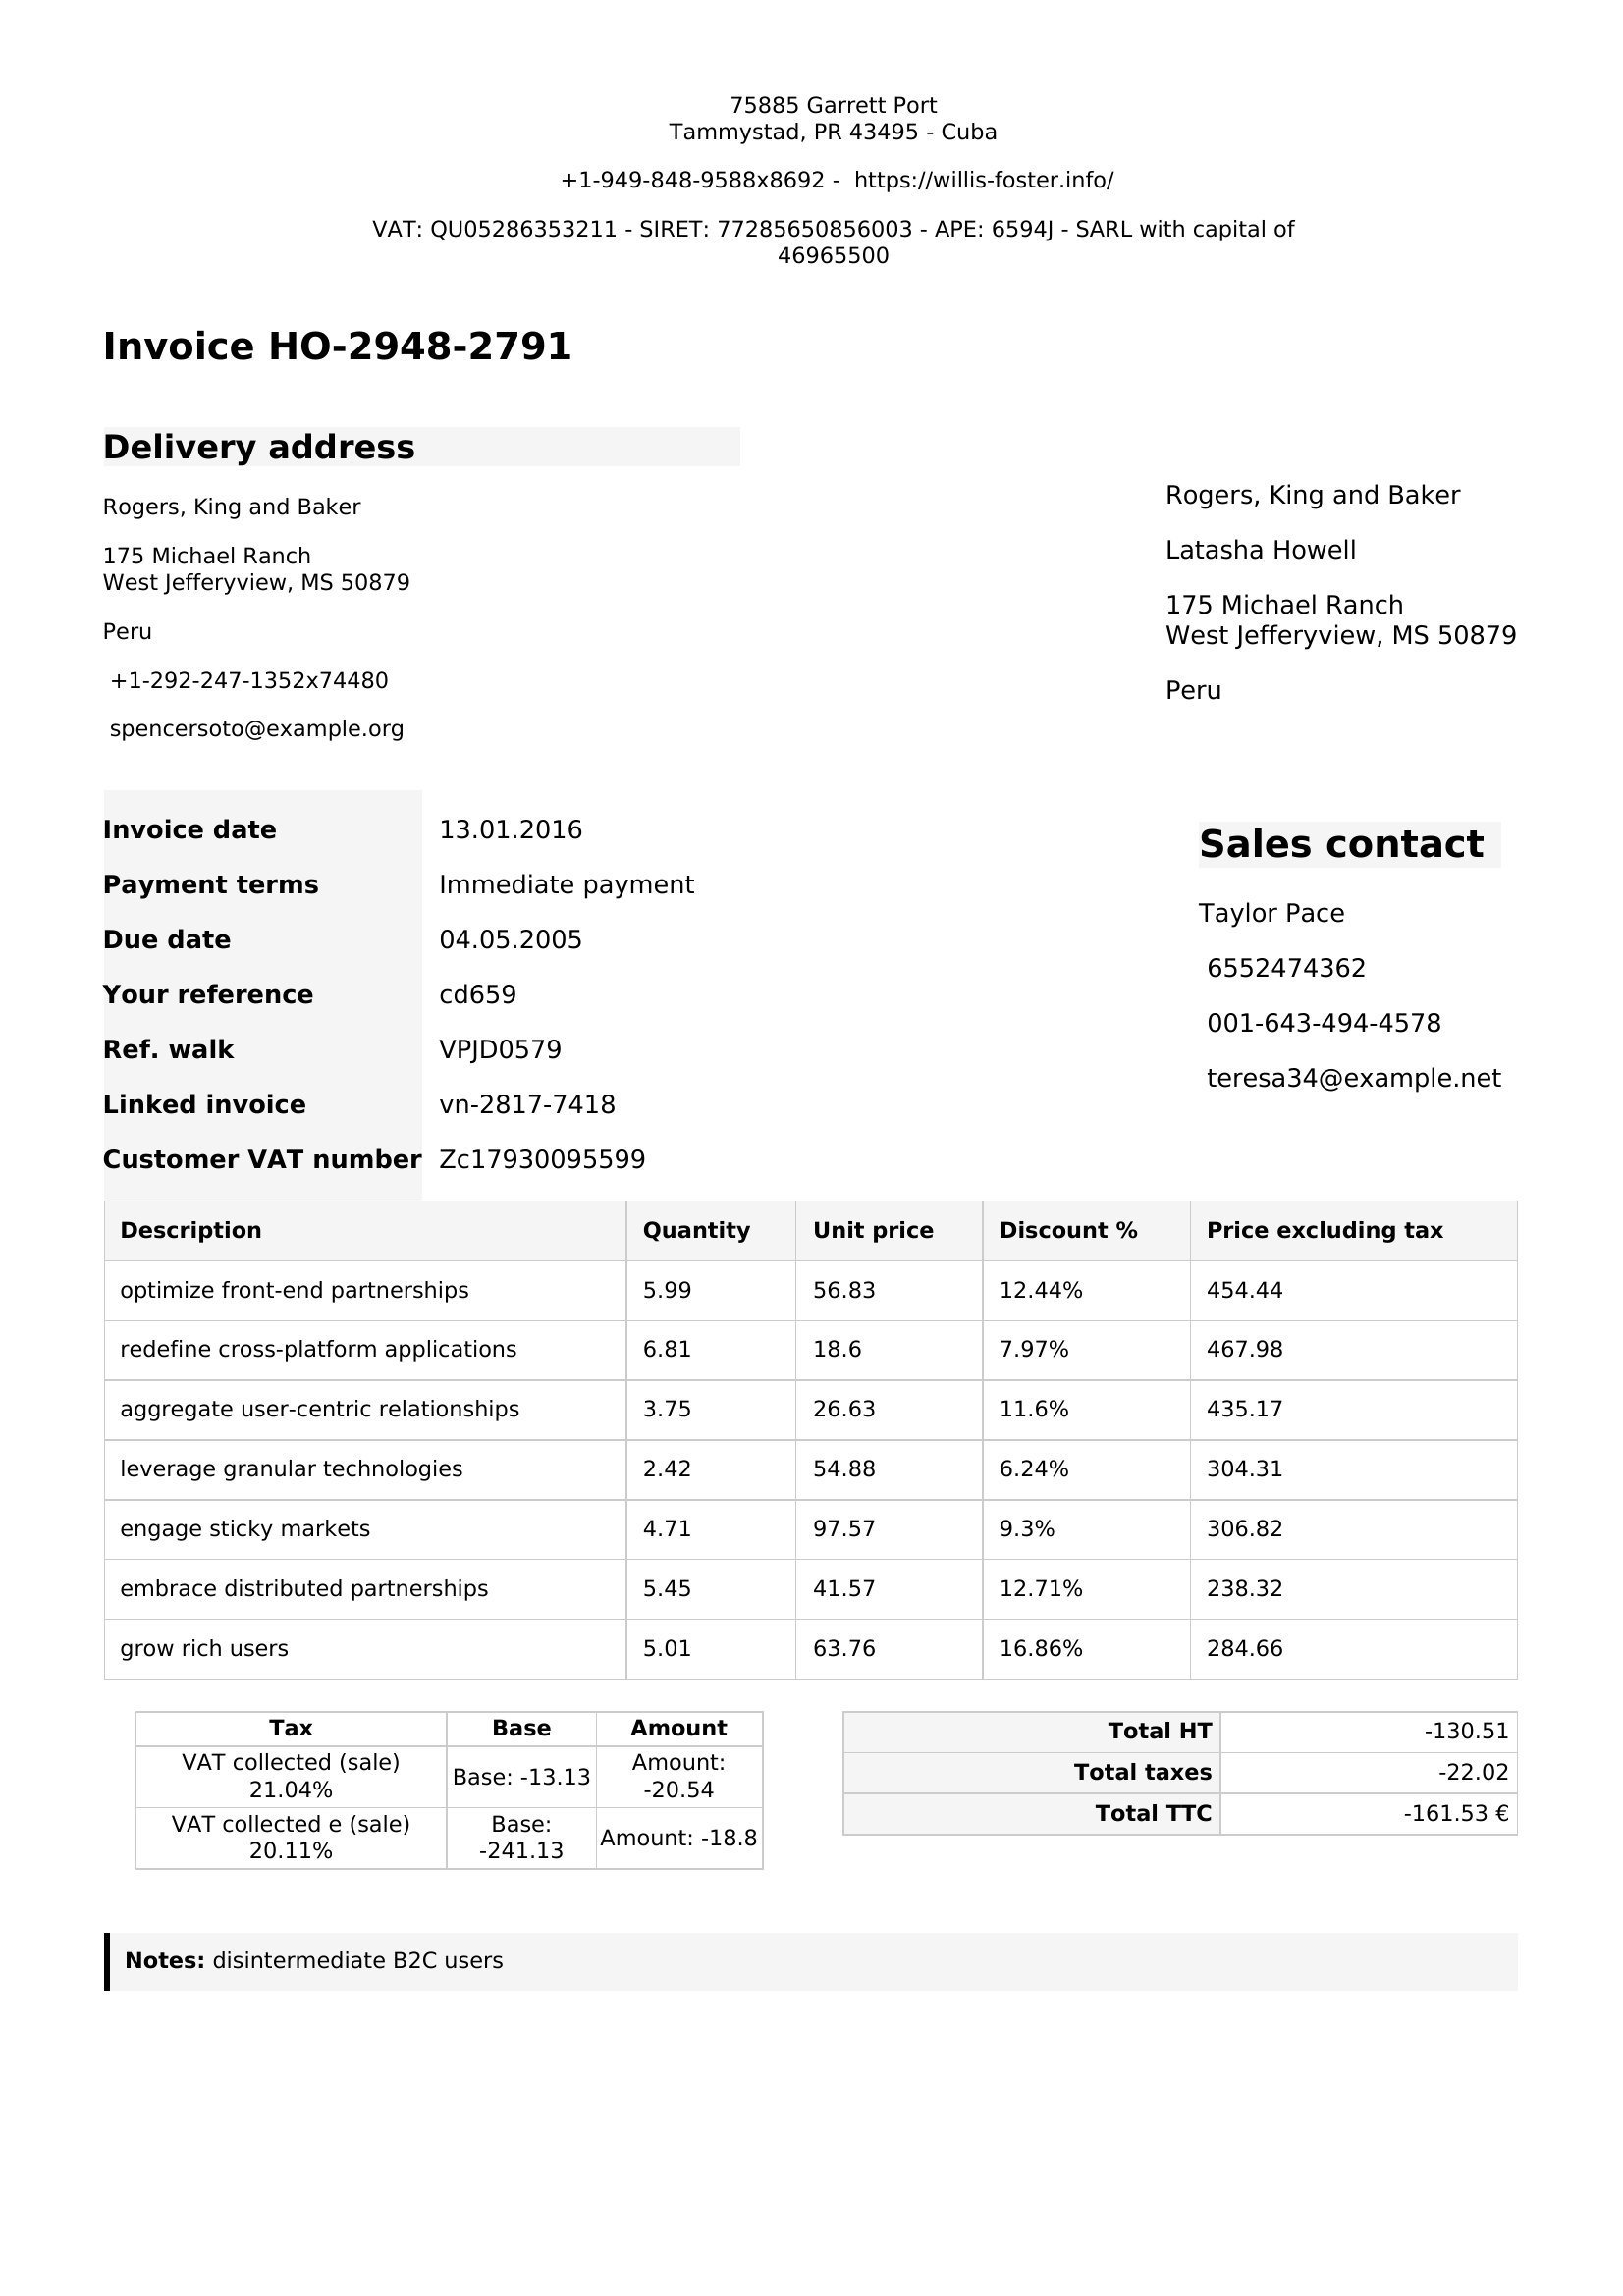 75885 Garrett Port
Tammystad, PR 43495 - Cuba
+1-949-848-9588x8692 - https://willis-foster.info/
VAT: QU05286353211 - SIRET: 77285650856003 - APE: 6594J - SARL with capital of
46965500
Invoice HO-2948-2791
Delivery address
Rogers, King and Baker
175 Michael Ranch
West Jefferyview, MS 50879
Peru
+1-292-247-1352x74480
spencersoto@example.org
Rogers, King and Baker
Latasha Howell
175 Michael Ranch
West Jefferyview, MS 50879
Peru
Invoice date 13.01.2016
Payment terms Immediate payment
Due date 04.05.2005
Your reference cd659
Ref. walk VPJD0579
Linked invoice vn-2817-7418
Customer VAT number Zc17930095599
Sales contact
Taylor Pace
6552474362
001-643-494-4578
teresa34@example.net
Description Quantity Unit price Discount % Price excluding tax
optimize front-end partnerships 5.99 56.83 12.44% 454.44
redefine cross-platform applications 6.81 18.6 7.97% 467.98
aggregate user-centric relationships 3.75 26.63 11.6% 435.17
leverage granular technologies 2.42 54.88 6.24% 304.31
engage sticky markets 4.71 97.57 9.3% 306.82
embrace distributed partnerships 5.45 41.57 12.71% 238.32
grow rich users 5.01 63.76 16.86% 284.66
Tax Base Amount
VAT collected (sale)
21.04%
Base: -13.13
Amount:
-20.54
VAT collected e (sale)
20.11%
Base:
-241.13
Amount: -18.8
Total HT -130.51
Total taxes -22.02
Total TTC -161.53 €
Notes: disintermediate B2C users